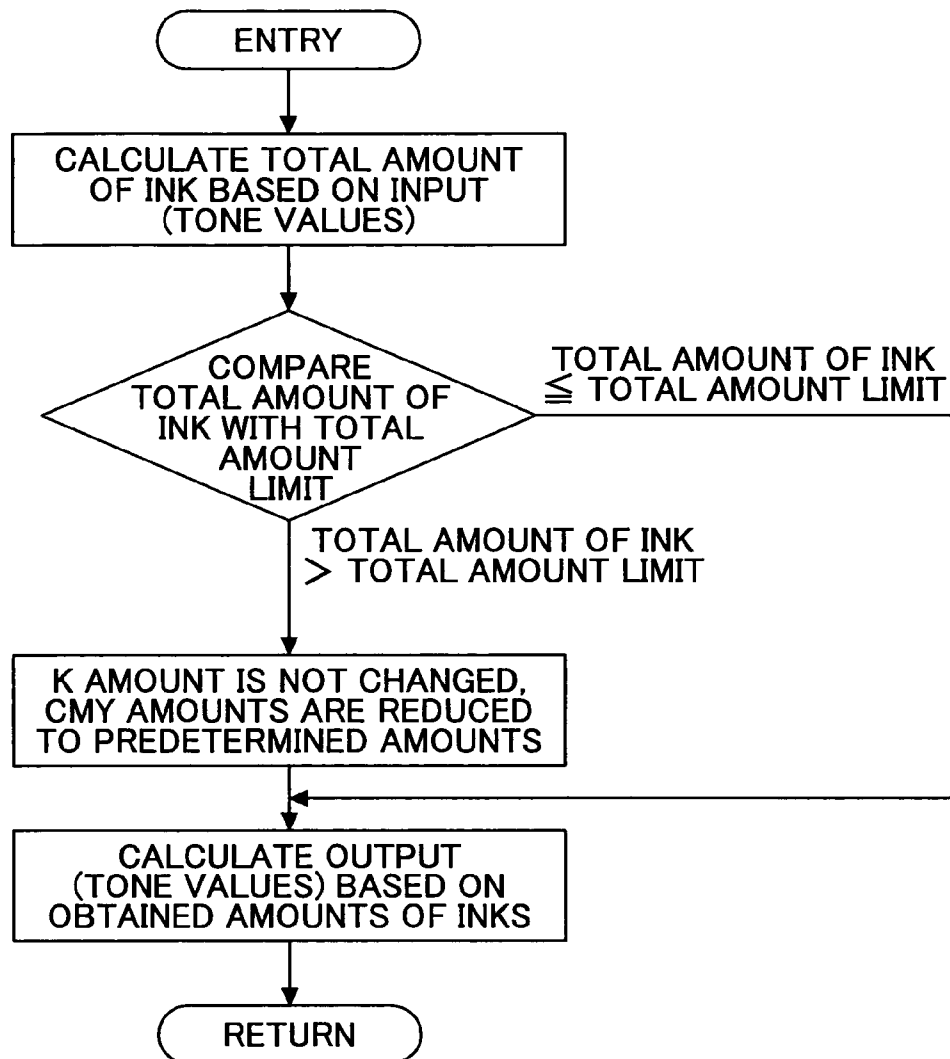 ENTRY
CALCULATE TOTAL AMOUNT
OF INK BASED ON INPUT
(TONE VALUES)
COMPARE
TOTAL AMOUNT OF
INK WITH TOTAL
AMOUNT
LIMIT
TOTAL AMOUNT OF INK
≦ TOTAL AMOUNT LIMIT
TOTAL AMOUNT OF INK
> TOTAL AMOUNT LIMIT
K AMOUNT IS NOT CHANGED,
CMY AMOUNTS ARE REDUCED
TO PREDETERMINED AMOUNTS
CALCULATE OUTPUT
(TONE VALUES) BASED ON
OBTAINED AMOUNTS OF INKS
RETURN